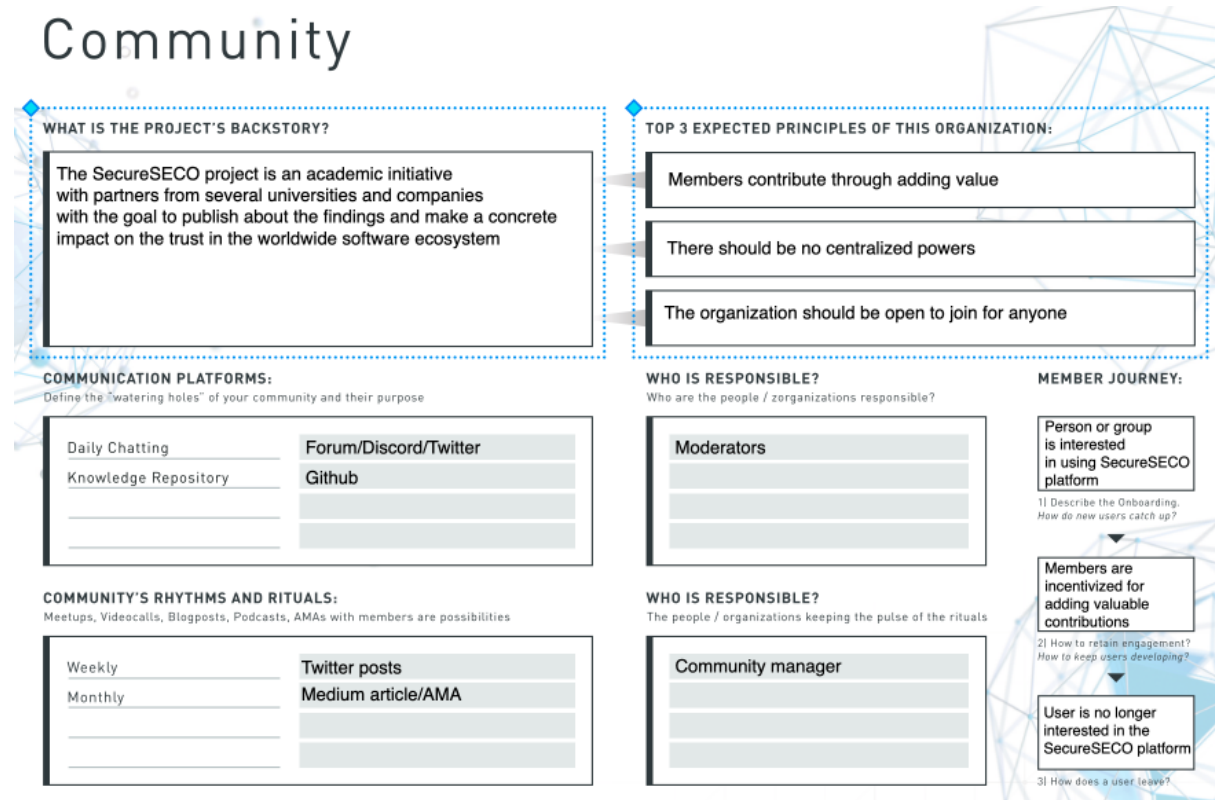 Community
WHAT IS THE PROJECT'S BACKSTORY?
The SecureSECO project is an academic initiative
with partners from several universities and companies
with the goal to publish about the findings and make a concrete
impact on the trust in the worldwide software ecosystem
TOP 3 EXPECTED PRINCIPLES OF THIS ORGANIZATION:
Members contribute through adding value
There should be no centralized powers
The organization should be open to join for anyone
COMMUNICATION PLATFORMS:
Define the "watering holes" of your community and their purpose
Daily Chatting
Forum/Discord/Twitter
Knowledge Repository
Github
WHO IS RESPONSIBLE?
Who are the people / zorganizations responsible?
Moderators
COMMUNITY'S RHYTHMS AND RITUALS:
Meetups, Videocalls, Blogposts, Podcasts, AMAs with members are possibilities
Weekly
Twitter posts
Monthly
Medium article/AMA
WHO IS RESPONSIBLE?
The people / organizations keeping the pulse of the rituals
Community manager
MEMBER JOURNEY:
Person or group
is interested
in using SecureSECO
platform
1| Describe the Onboarding.
How do new users catch up?
Members are
incentivized for
adding valuable
contributions
2| How to retain engagement?
How to keep users developing?
User is no longer
interested in the
SecureSECO platform
3| How does a user leave?